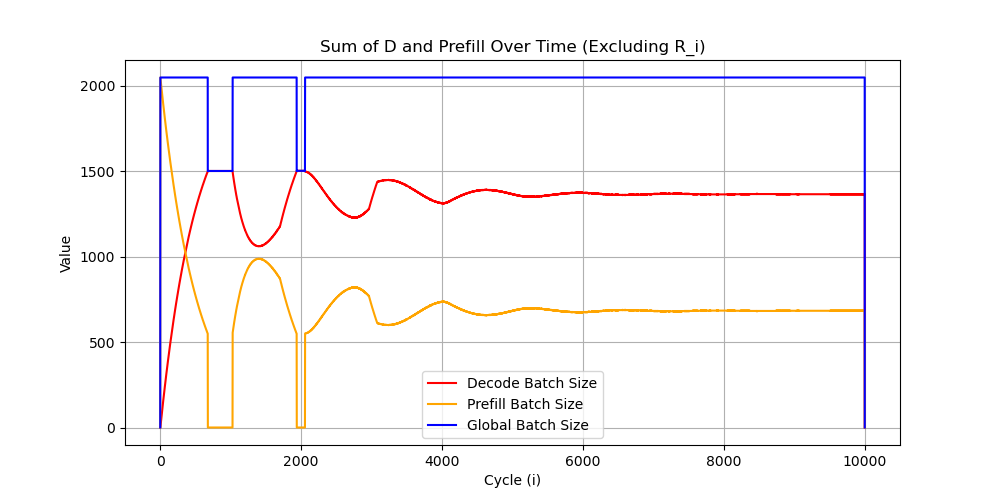 Sum of D and Prefill Over Time (Excluding R_i)
2000
1500
1000
500
0
Value
Decode Batch Size
Prefill Batch Size
Global Batch Size
0 2000 4000 6000 8000 10000
Cycle (i)